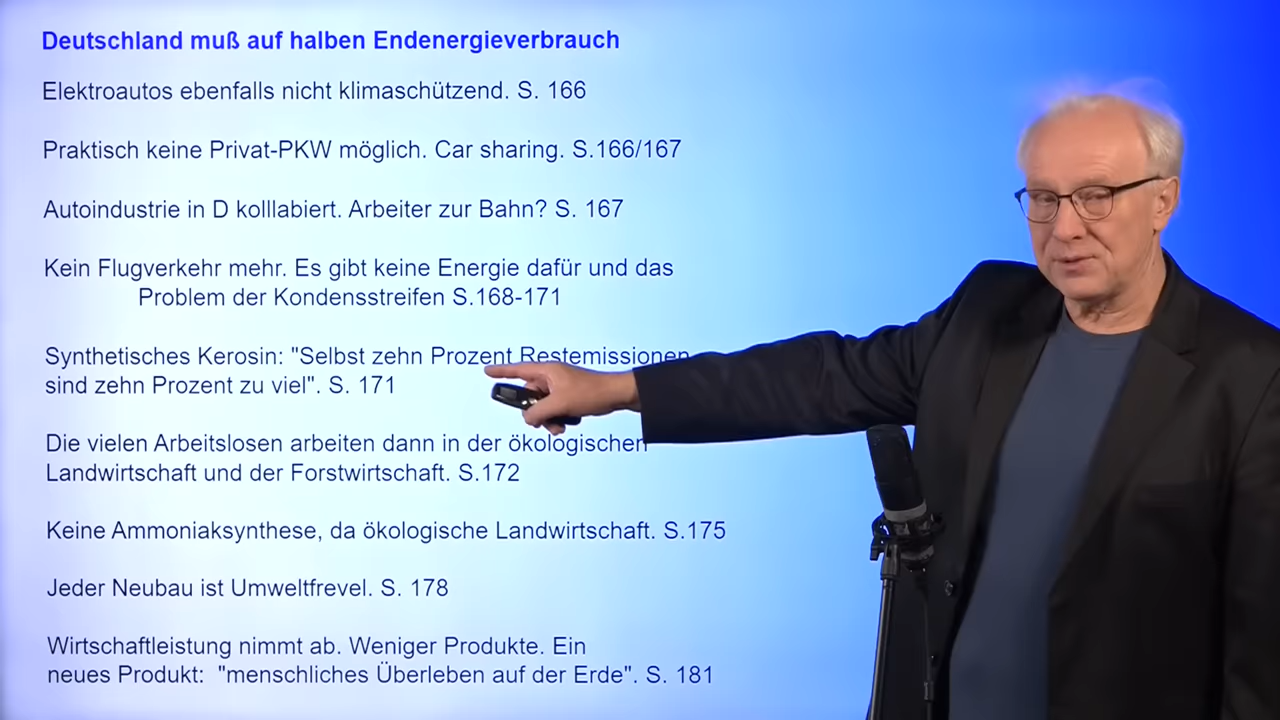 Deutschland muß auf halben Endenergieverbrauch
Elektroautos ebenfalls nicht klimaschützend. S. 166
Praktisch keine Privat-PKW möglich. Car sharing. S.166/167
Autoindustrie in D kolllabiert. Arbeiter zur Bahn? S. 167
Kein Flugverkehr mehr. Es gibt keine Energie dafür und das
Problem der Kondensstreifen S.168-171
Synthetisches Kerosin: "Selbst zehn Prozent Restemissionen
sind zehn Prozent zu viel". S. 171
Die vielen Arbeitslosen arbeiten dann in der ökologischen
Landwirtschaft und der Forstwirtschaft. S.172
Keine Ammoniaksynthese, da ökologische Landwirtschaft. S.175
Jeder Neubau ist Umweltfrevel. S. 178
Wirtschaftleistung nimmt ab. Weniger Produkte. Ein
neues Produkt: "menschliches Überleben auf der Erde". S. 181